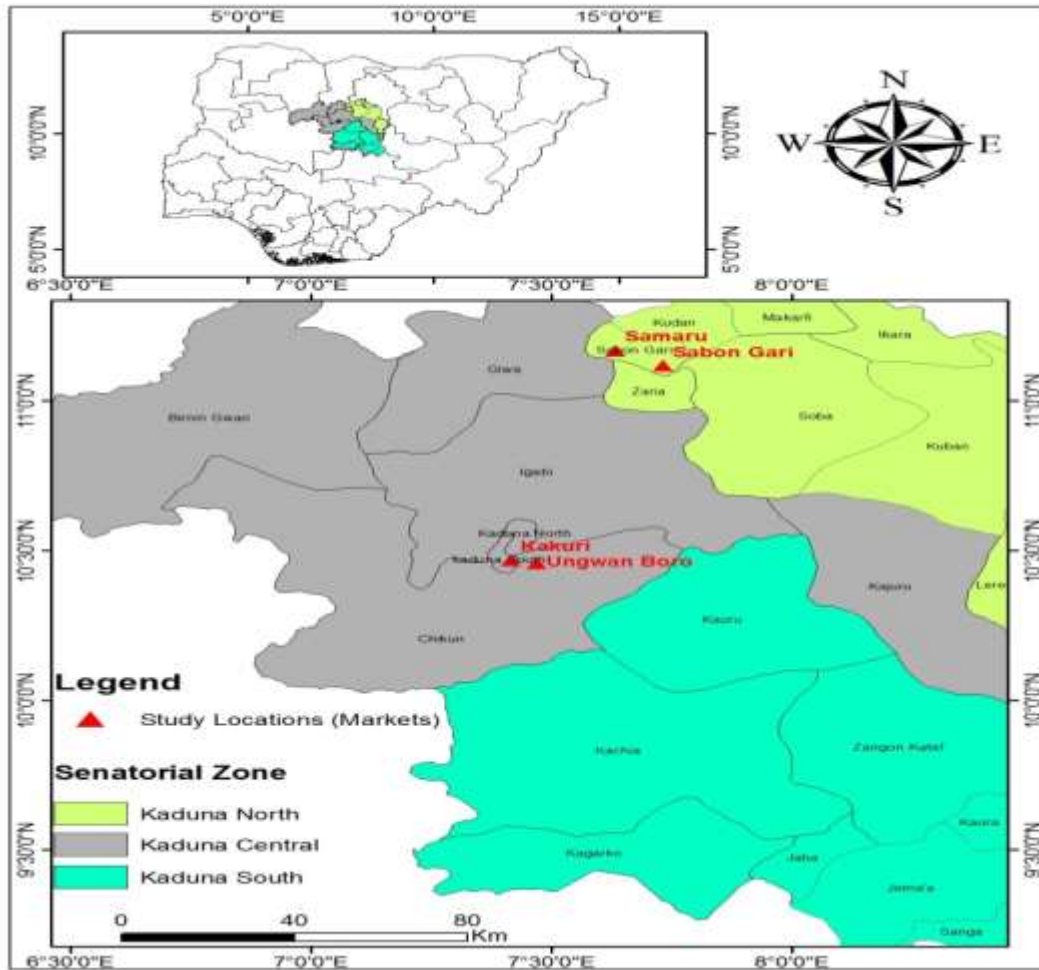 5°0'0"E 10°0'0"E 15°0'0"E
10°0'0"N
5°0'0"N
10°0'0"N
5°0'0"N
N
W E
S
6°30'0"E 7°0'0"E 7°30'0"E 8°0'0"E
Kudan
Makarfi
Ikara
Samaru
Sabon Gari
Sabon Gari
Giwa
Zaria
11°0'0"N
11°0'0"N
Birnin Gwari
Soba
Kuban
Igabi
Kaduna North
10°30'0"N
Kakuri
10°30'0"N
Ungwan Boro
Kajuru
Lere
Chikun
Kauru
Legend
Study Locations (Markets)
10°0'0"N
10°0'0"N
Kachia
Zangon Kataf
Senatorial Zone
Kaduna North
Kaduna Central
Kaduna South
Kaura
9°30'0"N
9°30'0"N
Kagarko
Jaba
Jama'a
Sanga
0 40 80
Km
6°30'0"E 7°0'0"E 7°30'0"E 8°0'0"E